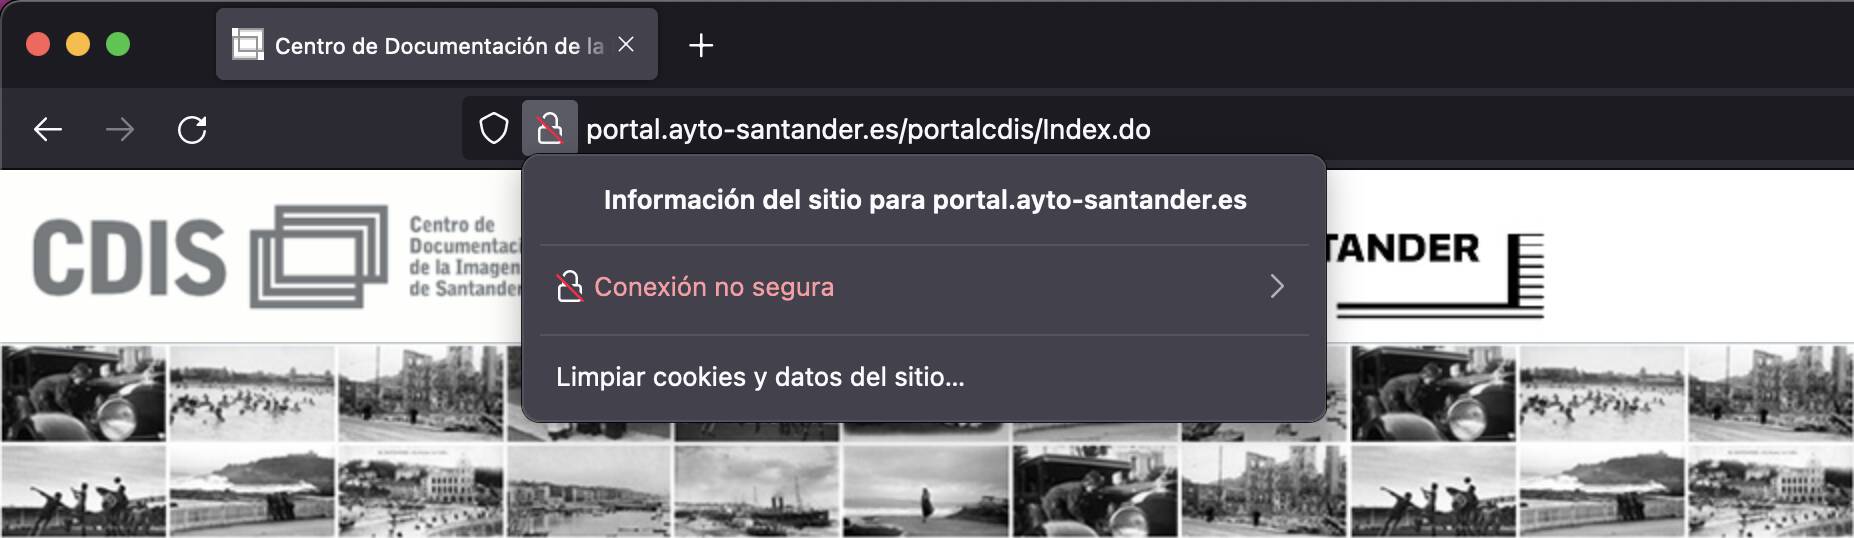 Centro de Documentación de la
portal.ayto-santander.es/portalcdis/Index.do
Información del sitio para portal.ayto-santander.es
Conexión no segura
Limpiar cookies y datos del sitio...
CDIS
Centro de
Documentaci
de la Imagen
de Santander
TANDER